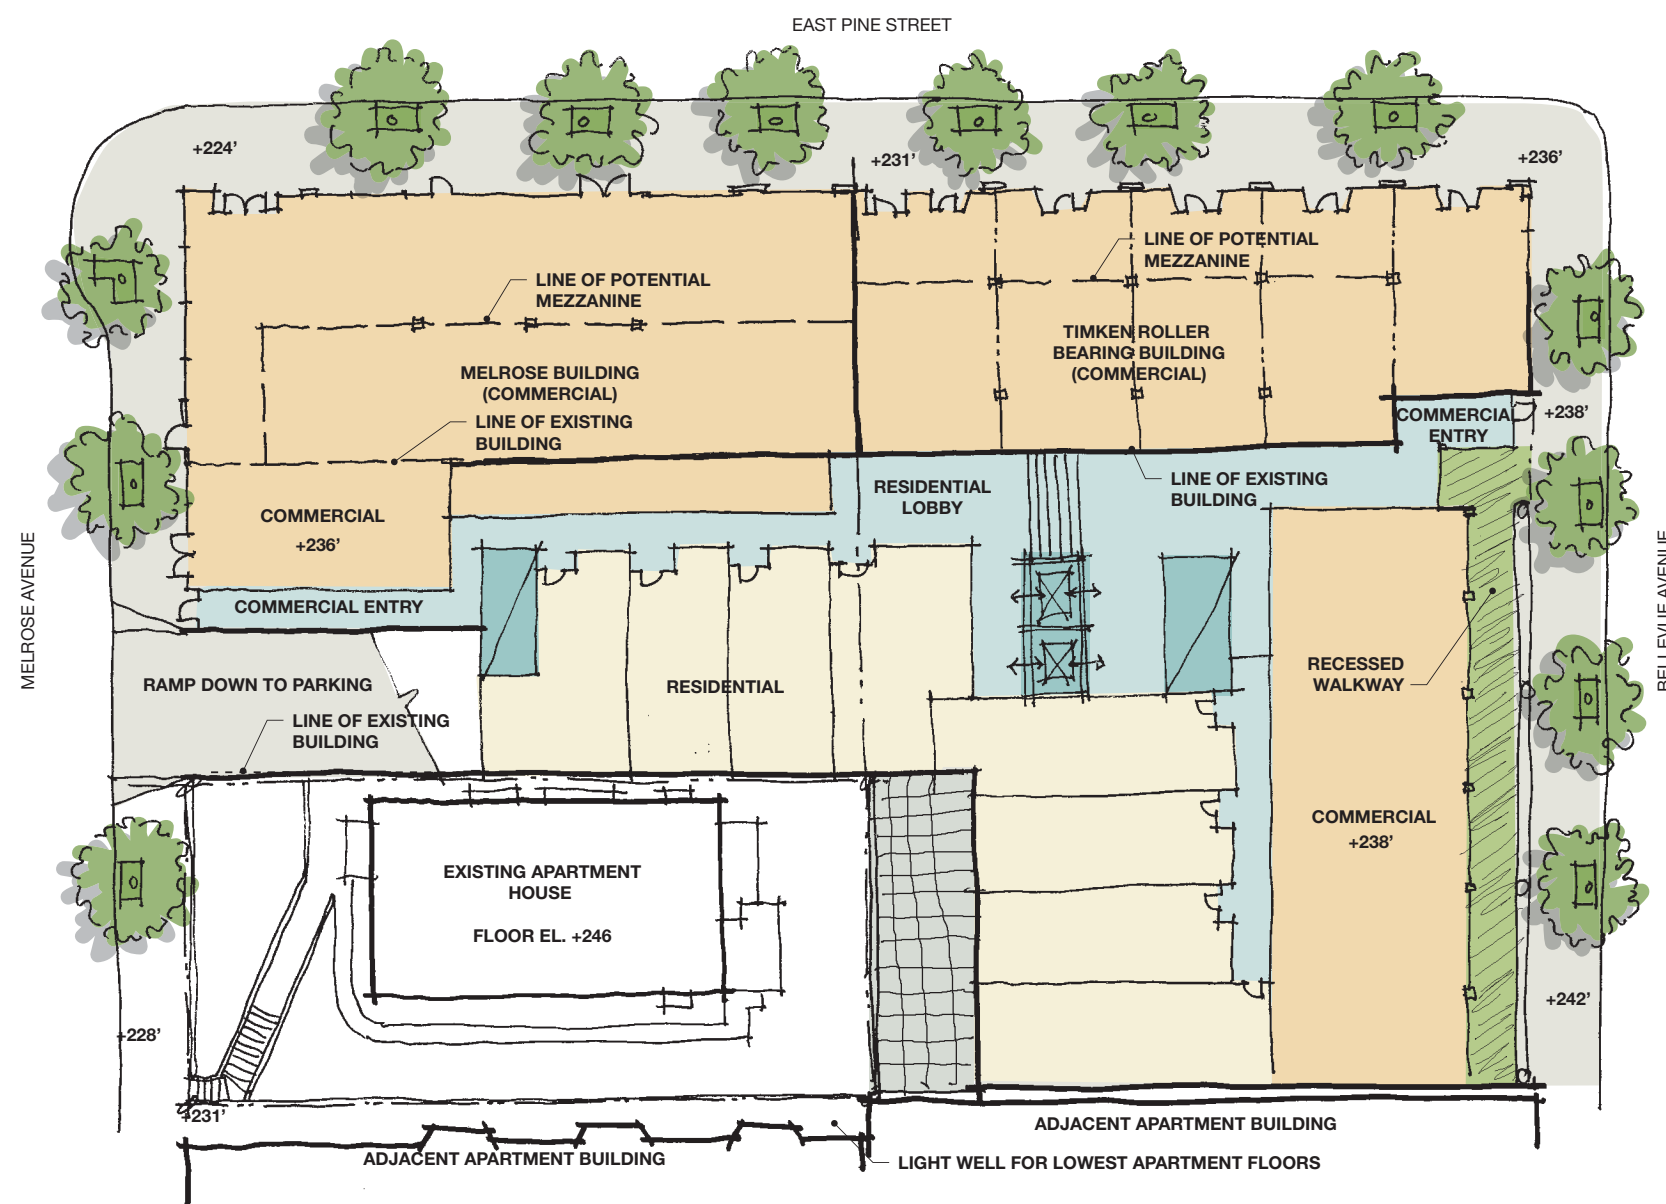 EAST PINE STREET
+224’
+231’
+236’
LINE OF POTENTIAL
MEZZANINE
LINE OF POTENTIAL
MEZZANINE
TIMKEN ROLLER
BEARING BUILDING
(COMMERCIAL)
MELROSE BUILDING
(COMMERCIAL)
LINE OF EXISTING
BUILDING
COMMERCIAL
ENTRY
+238’
RESIDENTIAL
LOBBY
LINE OF EXISTING
BUILDING
COMMERCIAL
+236’
MELROSE AVENUE
BELLEVUE AVENUE
COMMERCIAL ENTRY
RAMP DOWN TO PARKING
RESIDENTIAL
RECESSED
WALKWAY
LINE OF EXISTING
BUILDING
COMMERCIAL
+238’
EXISTING APARTMENT
HOUSE
FLOOR EL. +246
+242’
+228’
+231’
ADJACENT APARTMENT BUILDING
ADJACENT APARTMENT BUILDING
LIGHT WELL FOR LOWEST APARTMENT FLOORS